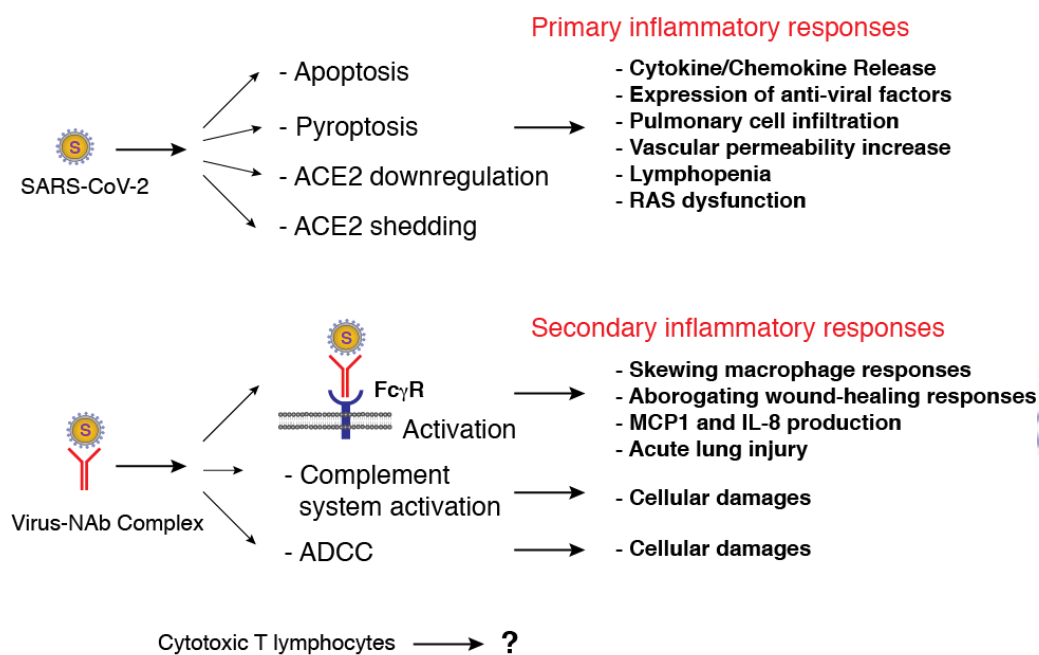 Primary inflammatory responses
- Apoptosis
- Pyroptosis
- ACE2 downregulation
- ACE2 shedding
S
SARS-CoV-2
- Cytokine/Chemokine Release
- Expression of anti-viral factors
- Pulmonary cell infiltration
- Vascular permeability increase
- Lymphopenia
- RAS dysfunction
Secondary inflammatory responses
S
FcγR
Activation
- Skewing macrophage responses
- Aborogating wound-healing responses
- MCP1 and IL-8 production
- Acute lung injury
S
Virus-NAb Complex
- Complement
system activation
- Cellular damages
- ADCC
- Cellular damages
Cytotoxic T lymphocytes
?